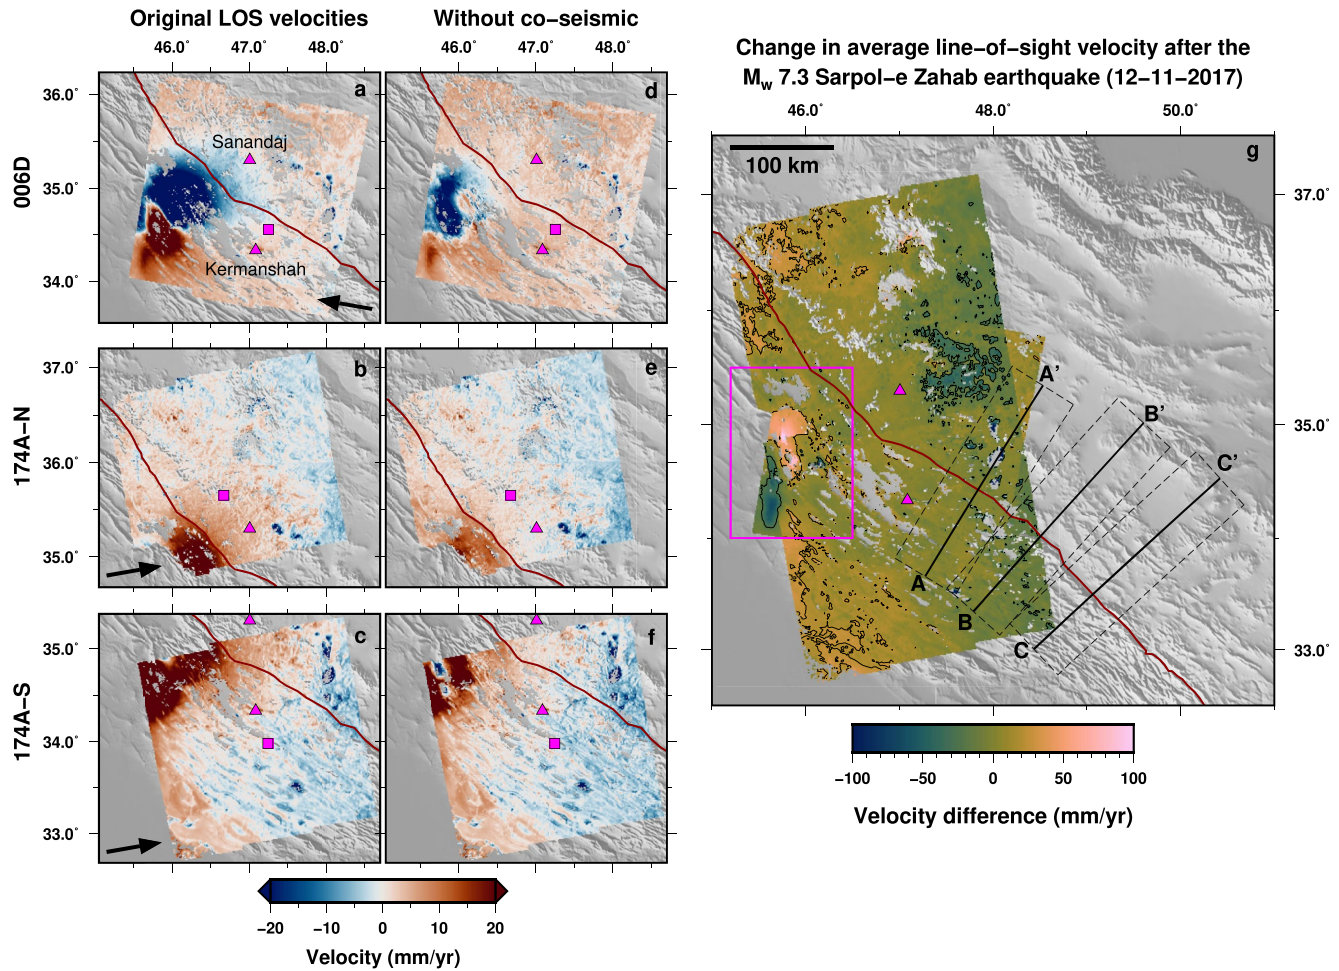 Original LOS velocities
Without co−seismic
46.0° 47.0° 48.0°
46.0° 47.0° 48.0°
006D
36.0°
35.0°
34.0°
a
Sanandaj
Kermanshah
d
174A−N
37.0°
36.0°
35.0°
b
e
174A−S
35.0°
34.0°
33.0°
c
f
−20 −10 0 10 20
Velocity (mm/yr)
Change in average line−of−sight velocity after the
Mw 7.3 Sarpol−e Zahab earthquake (12−11−2017)
46.0° 48.0° 50.0°
100 km
g
37.0°
35.0°
33.0°
A'
B'
C'
A
B
C
−100 −50 0 50 100
Velocity difference (mm/yr)